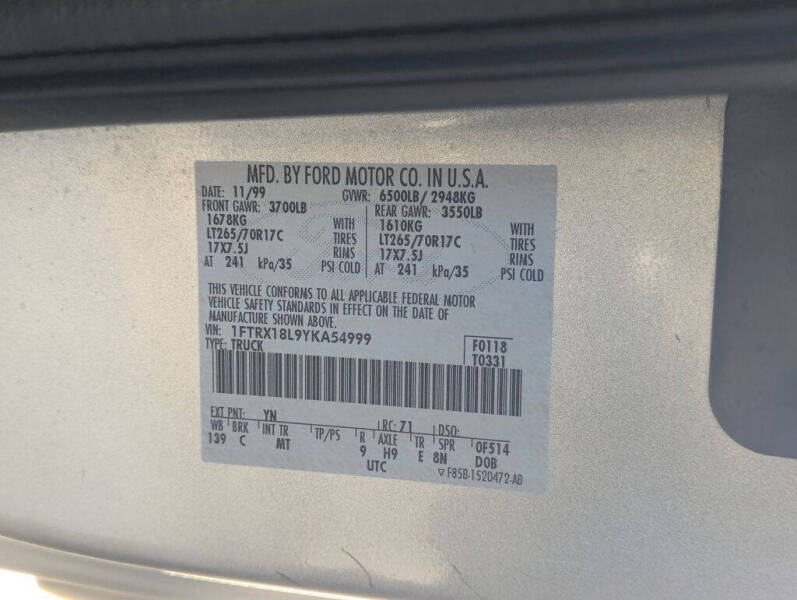 MFD. BY FORD MOTOR CO. IN U.S.A.
DATE: 11/99 GVWR: 6500LB/ 2948KG
FRONT GAWR: 3700LB REAR GAWR: 3550LB
1678KG WITH 1610KG WITH
LT265/70R17C TIRES LT265/70R17C TIRES
17X7.5J RIMS 17X7.5J RIMS
AT 241 kPa/35 PSI COLD AT 241 kPa/35 PSI COLD
THIS VEHICLE CONFORMS TO ALL APPLICABLE FEDERAL MOTOR
VEHICLE SAFETY STANDARDS IN EFFECT ON THE DATE OF
MANUFACTURE SHOWN ABOVE.
VIN: 1FTRX18L9YKA54999 F0118
TYPE: TRUCK T0331
EXT PNT: YN RC: 71 DSO:
WB BRK INT TR TP/PS R AXLE TR SPR 0F514
139 C MT 9 H9 E 8N DOB
UTC ▽F85B-1520472-AB